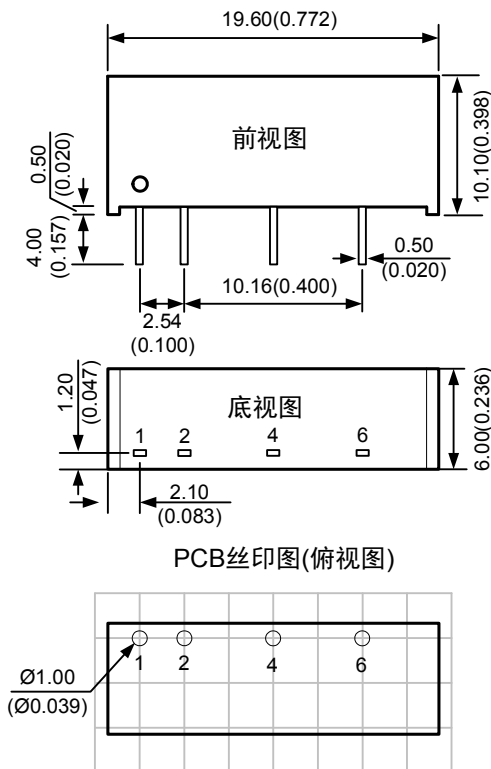 19.60(0.772)
前视图
0.50
(0.020)
10.10(0.398)
4.00
(0.157)
0.50
(0.020)
10.16(0.400)
2.54
(0.100)
1.20
(0.047)
底视图
1 2 4 6
6.00(0.236)
2.10
(0.083)
PCB丝印图(俯视图)
1 2 4 6
Ø1.00
(Ø0.039)